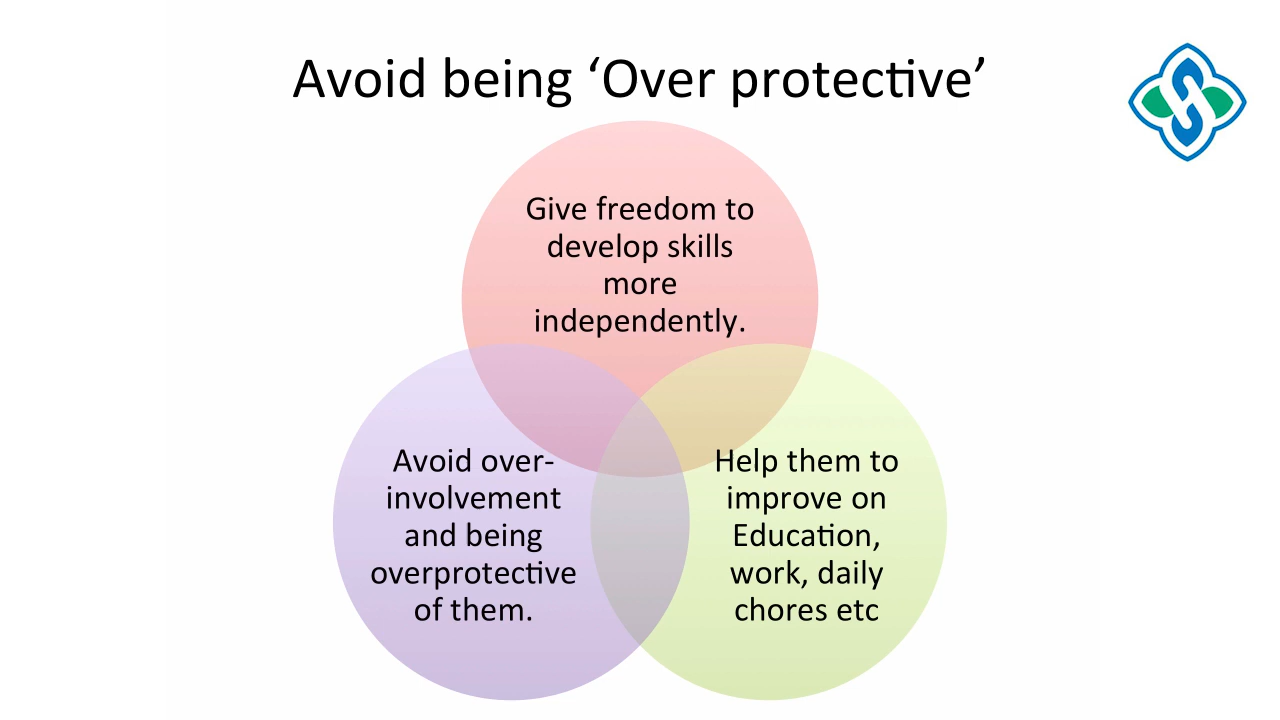 Avoid being ‘Over protective’
Give freedom to
develop skills
more
independently.
Avoid over-
involvement
and being
overprotective
of them.
Help them to
improve on
Education,
work, daily
chores etc